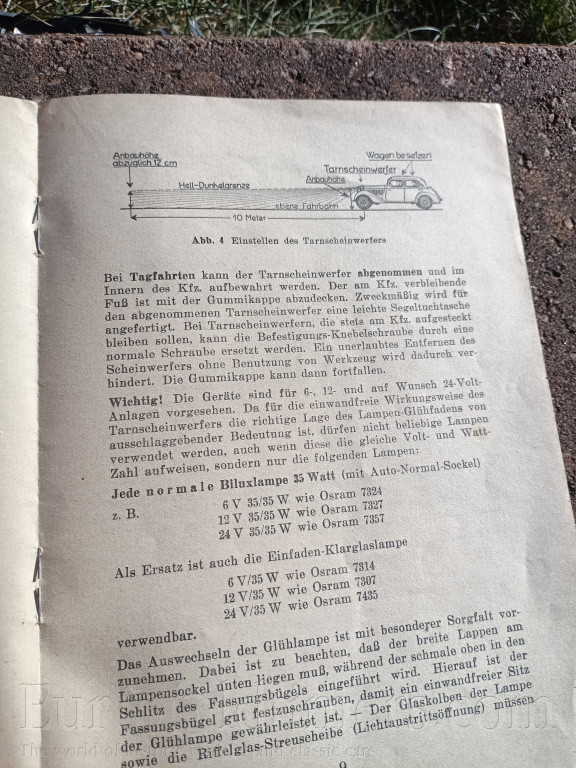 Anbauhöhe
abzüglich 12 cm
Wagen besetzen
Tarnscheinwerfer
Anbauhöhe
Hell-Dunkelgrenze
ebene Fahrbahn
10 Meter
Abb. 4 Einstellen des Tarnscheinwerfers
Bei Tagfahrten kann der Tarnscheinwerfer abgenommen und im
Innern des Kfz. aufbewahrt werden. Der am Kfz. verbleibende
Fuß ist mit der Gummikappe abzudecken. Zweckmäßig wird für
den abgenommenen Tarnscheinwerfer eine leichte Segeltuchtasche
angefertigt. Bei Tarnscheinwerfern, die stets am Kfz. aufgesteckt
bleiben sollen, kann die Befestigungs-Knebelschraube durch eine
normale Schraube ersetzt werden. Ein unerlaubtes Entfernen des
Scheinwerfers ohne Benutzung von Werkzeug wird dadurch ver-
hindert. Die Gummikappe kann dann fortfallen.
Wichtig! Die Geräte sind für 6-, 12- und auf Wunsch 24-Volt-
Anlagen vorgesehen. Da für die einwandfreie Wirkungsweise des
Tarnscheinwerfers die richtige Lage des Lampen-Glühfadens von
ausschlaggebender Bedeutung ist, dürfen nicht beliebige Lampen
verwendet werden, auch wenn diese die gleiche Volt- und Watt-
Zahl aufweisen, sondern nur die folgenden Lampen:
Jede normale Biluxlampe 35 Watt (mit Auto-Normal-Sockel)
z. B. 6 V 35/35 W wie Osram 7324
12 V 35/35 W wie Osram 7327
24 V 35/35 W wie Osram 7357
Als Ersatz ist auch die Einfaden-Klarglaslampe
6 V/35 W wie Osram 7314
12 V/35 W wie Osram 7307
24 V/35 W wie Osram 7435
verwendbar.
Das Auswechseln der Glühlampe ist mit besonderer Sorgfalt vor-
zunehmen. Dabei ist zu beachten, daß der breite Lappen am
Lampensockel unten liegen muß, während der schmale oben in den
Schlitz des Fassungsbügels eingeführt wird. Hierauf ist der
Fassungsbügel gut festzuschrauben, damit ein einwandfreier Sitz
der Glühlampe gewährleistet ist. – Der Glaskolben der Lampe
sowie die Riffelglas-Streuscheibe (Lichtaustrittsöffnung) müssen
9